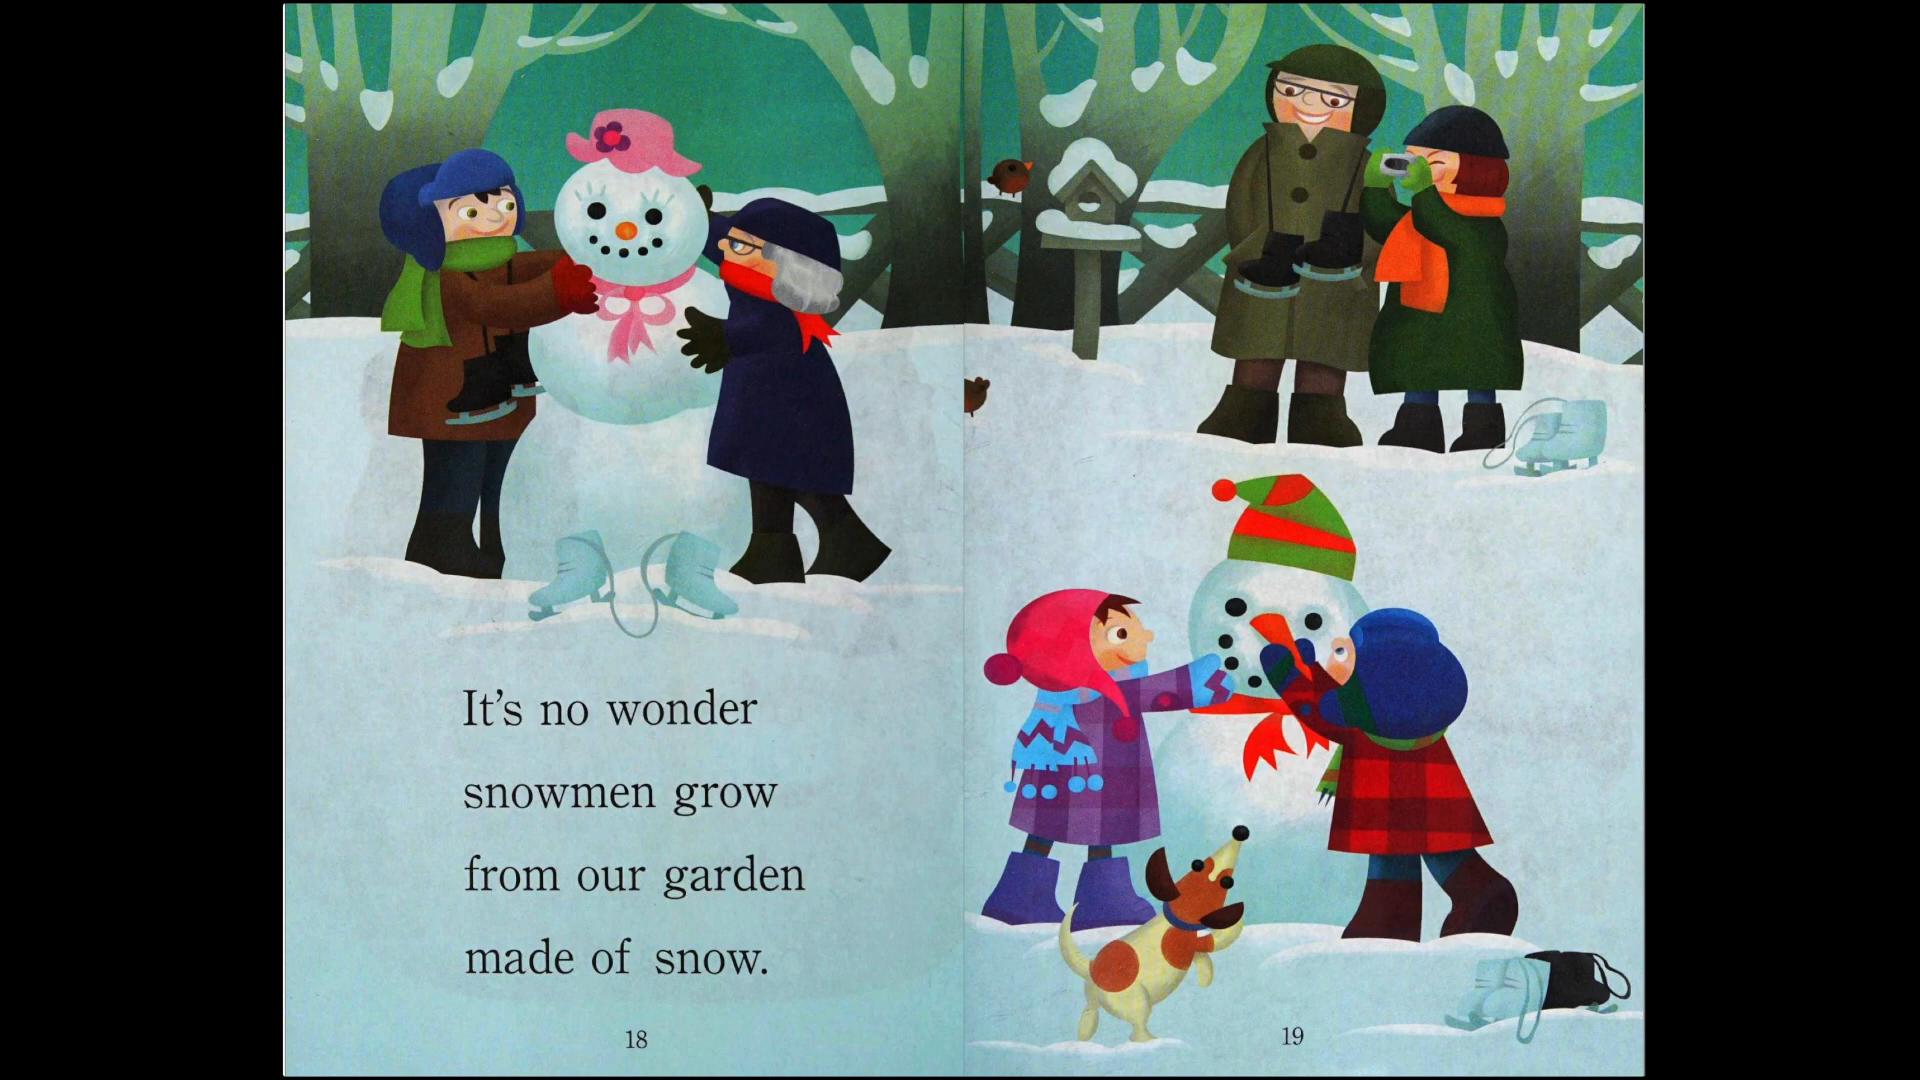 It's no wonder
snowmen grow
from our garden
made of snow.
18
19